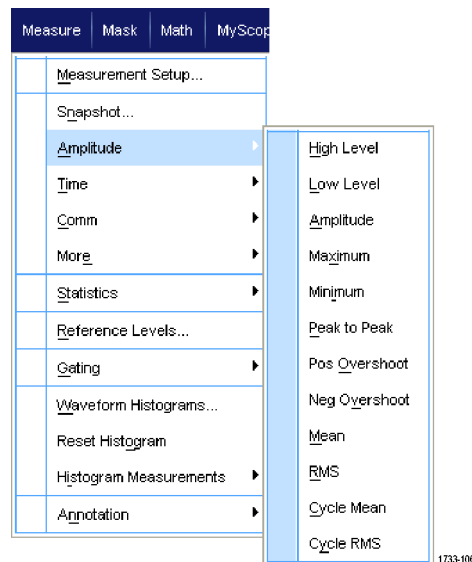 Measure Mask Math MyScop
Measurement Setup...
Snapshot...
Amplitude
Time
Comm
More
Statistics
Reference Levels...
Gating
Waveform Histograms...
Reset Histogram
Histogram Measurements
Annotation
High Level
Low Level
Amplitude
Maximum
Minimum
Peak to Peak
Pos Overshoot
Neg Overshoot
Mean
RMS
Cycle Mean
Cycle RMS
1733-106